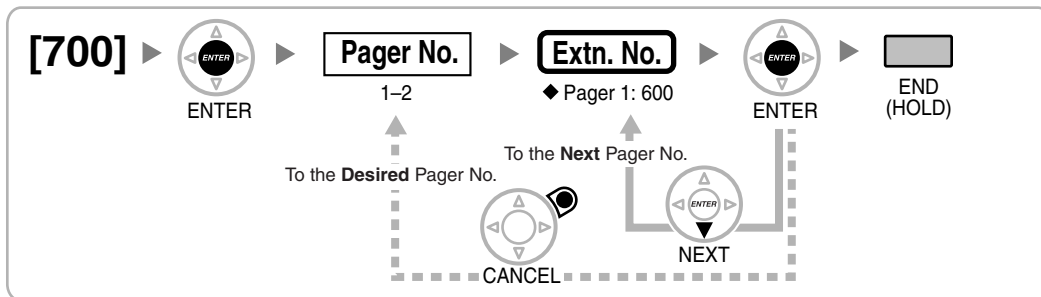 [700]
ENTER
ENTER
Pager No.
1–2
Extn. No.
◆ Pager 1: 600
ENTER
ENTER
END
(HOLD)
To the Desired Pager No.
To the Next Pager No.
CANCEL
ENTER
NEXT